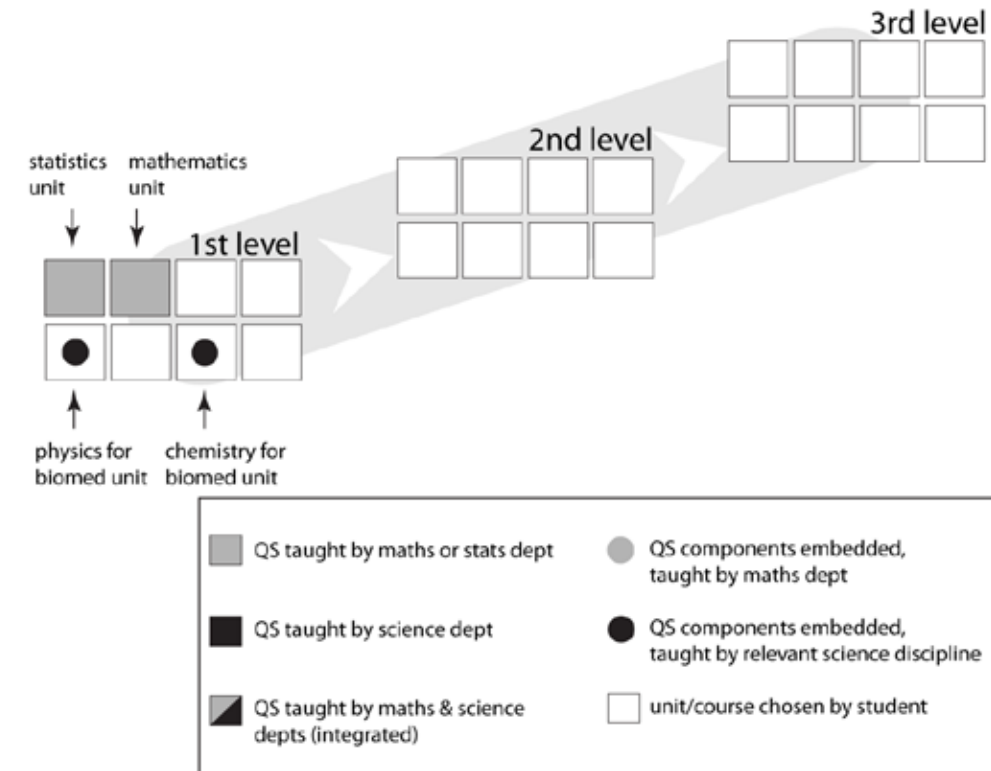 3rd level
2nd level
statistics
unit
mathematics
unit
1st level
physics for
biomed unit
chemistry for
biomed unit
QS taught by maths or stats dept
QS taught by science dept
QS taught by maths & science
depts (integrated)
QS components embedded,
taught by maths dept
QS components embedded,
taught by relevant science discipline
unit/course chosen by student